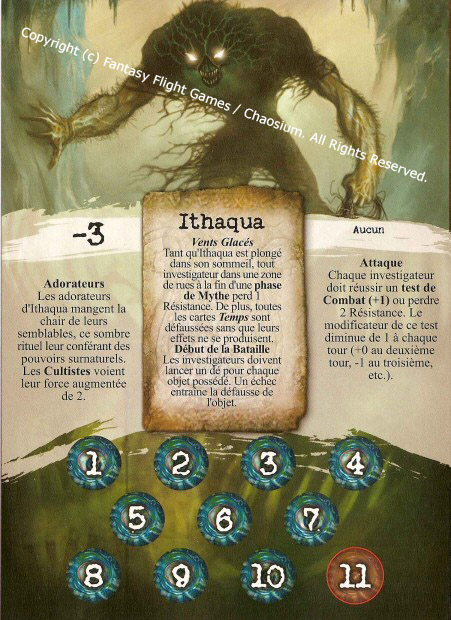 Copyright (c) Fantasy Flight Games / Chaosium. All Rights Reserved.
-3
Ithaqua
Aucun
Vents Glacés
Tant qu'Ithaqua est plongé
dans son sommeil, tout
investigateur dans une zone
de rues à la fin d'une phase
de Mythe perd 1
Résistance. De plus, toutes
les cartes Temps sont
défaussées sans que leurs
effets ne se produisent.
Début de la Bataille
Les investigateurs doivent
lancer un dé pour chaque
objet possédé. Un échec
entraîne la défausse de
l'objet.
Adorateurs
Les adorateurs
d'Ithaqua mangent la
chair de leurs
semblables, ce sombre
rituel leur conférant des
pouvoirs surnaturels.
Les Cultistes voient
leur force augmentée
de 2.
Attaque
Chaque investigateur
doit réussir un test de
Combat (+1) ou perdre
2 Résistance. Le
modificateur de ce test
diminue de 1 à chaque
tour (+0 au deuxième
tour, -1 au troisième,
etc.).
1 2 3 4
5 6 7
8 9 10 11